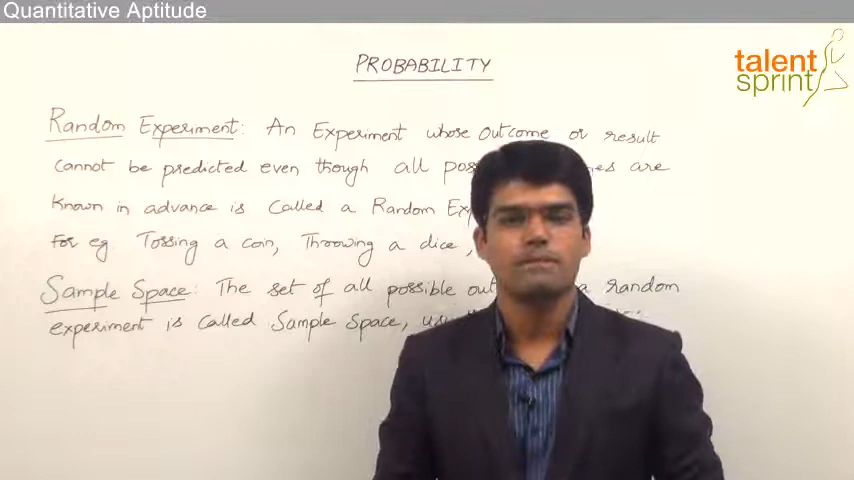 Quantitative Aptitude
PROBABILITY
talent
sprint
Random Experiment: An Experiment whose Outcome or result
cannot be predicted even though all
are
known in advance is called a Random
For eg. Tossing a coin, Throwing a dice,
Sample Space: The set of all possible random
experiment is called Sample Space,